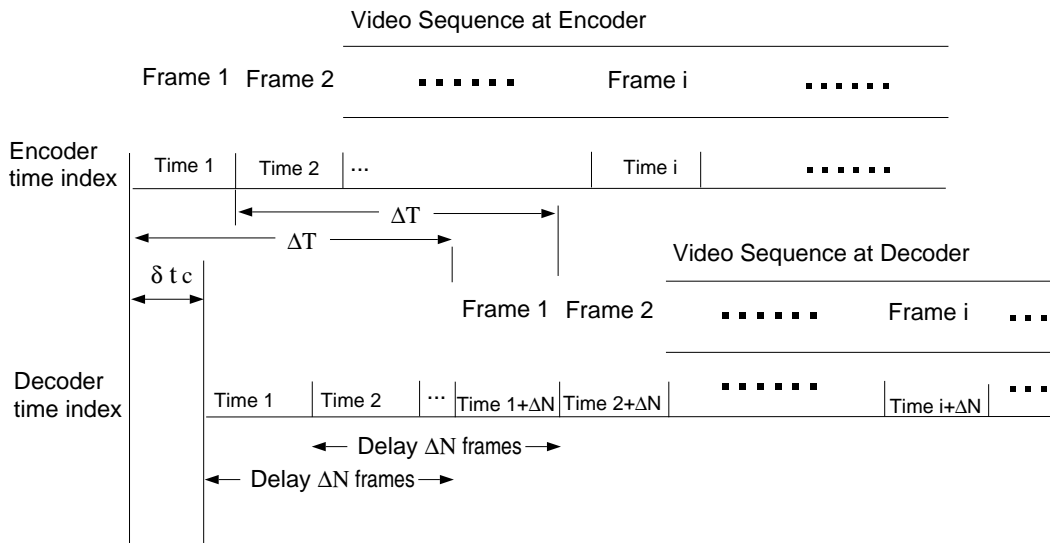 Video Sequence at Encoder
Frame 1 Frame 2 ...... Frame i ......
Encoder time index
Time 1 Time 2 ... Time i ......
ΔT
ΔT
Video Sequence at Decoder
δ t c
Frame 1 Frame 2 ...... Frame i ...
Decoder time index
Time 1 Time 2 ... Time 1+ΔN Time 2+ΔN ...... Time i+ΔN ...
Delay ΔN frames
Delay ΔN frames